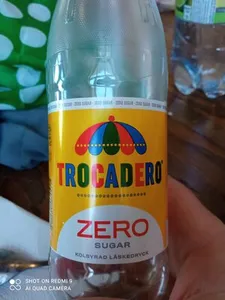 TROCADERO®
ZERO
SUGAR
KOLSYRAD LÄSKEDRYCK
SHOT ON REDMI 9
AI QUAD CAMERA